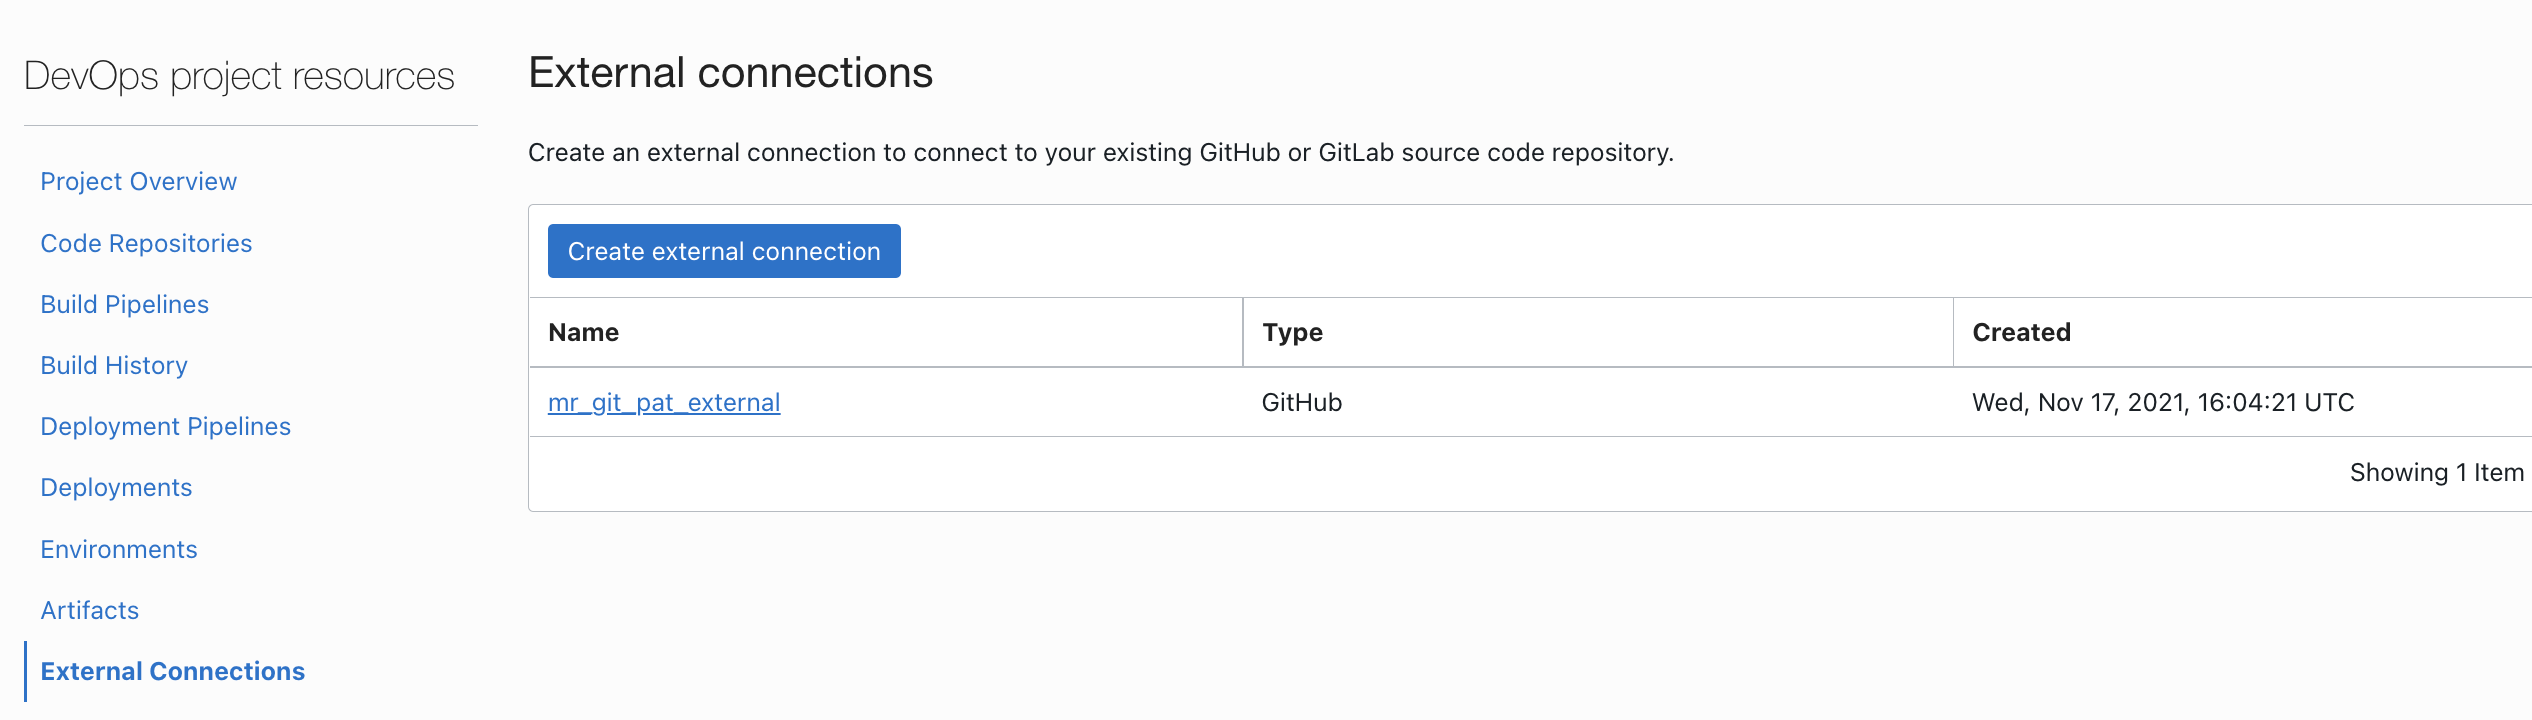 DevOps project resources
Project Overview
Code Repositories
Build Pipelines
Build History
Deployment Pipelines
Deployments
Environments
Artifacts
External Connections
External connections
Create an external connection to connect to your existing GitHub or GitLab source code repository.
Create external connection
Name Type Created
mr_git_pat_external GitHub Wed, Nov 17, 2021, 16:04:21 UTC
Showing 1 Item